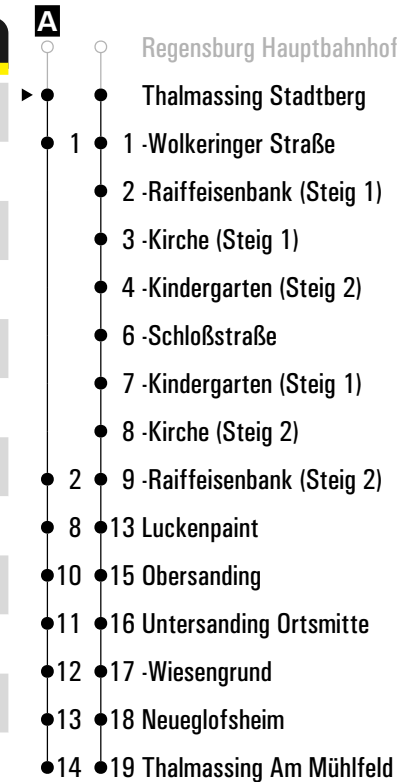 A
Regensburg Hauptbahnhof
Thalmassing Stadtberg
1 1 -Wolkeringer Straße
2 -Raiffeisenbank (Steig 1)
3 -Kirche (Steig 1)
4 -Kindergarten (Steig 2)
6 -Schloßstraße
7 -Kindergarten (Steig 1)
8 -Kirche (Steig 2)
2 9 -Raiffeisenbank (Steig 2)
8 13 Luckenpaint
10 15 Obersanding
11 16 Untersanding Ortsmitte
12 17 -Wiesengrund
13 18 Neueglofsheim
14 19 Thalmassing Am Mühlfeld